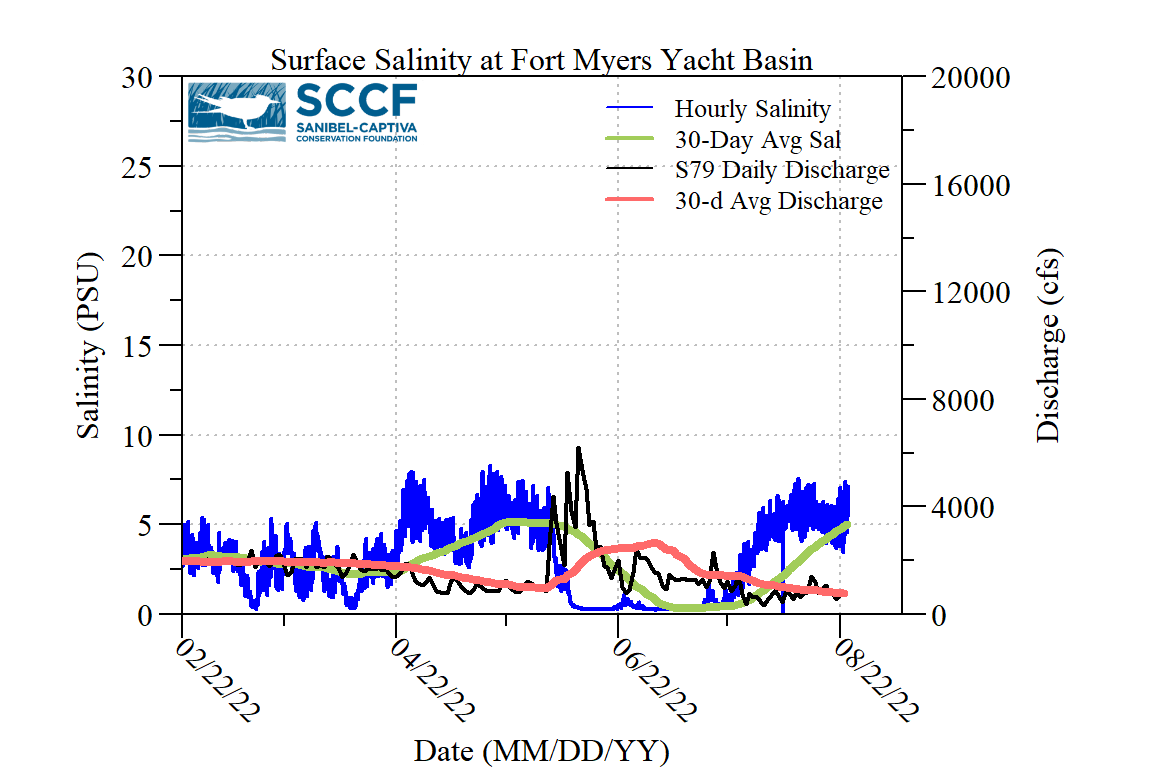 Surface Salinity at Fort Myers Yacht Basin
SCCF
SANIBEL-CAPTIVA
CONSERVATION FOUNDATION
Hourly Salinity
30-Day Avg Sal
S79 Daily Discharge
30-d Avg Discharge
Salinity (PSU)
30
25
20
15
10
5
0
20000
16000
12000
8000
4000
0
Discharge (cfs)
02/22/22
04/22/22
06/22/22
08/22/22
Date (MM/DD/YY)